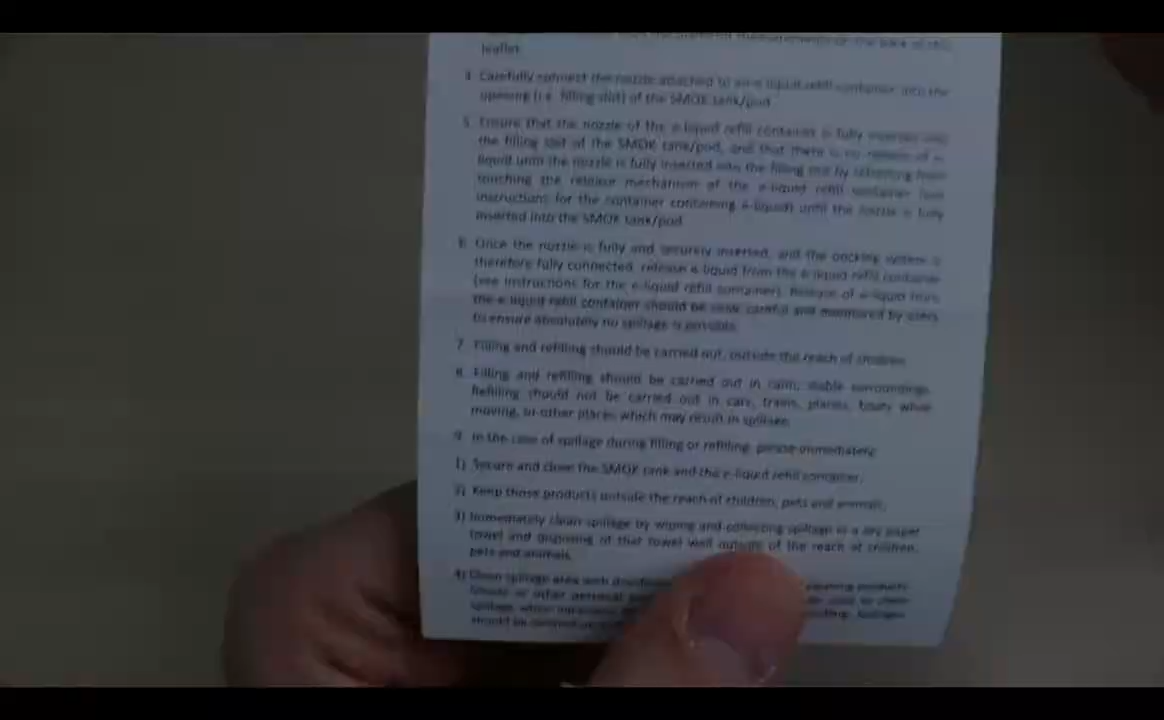 leaflet.
4. Carefully connect the nozzle attached to an e-liquid refill container into the
opening (i.e. filling slot) of the SMOK tank/pod
5. Ensure that the nozzle of the e-liquid refill container is fully inserted into
the filling slot of the SMOK tank/pod, and that there is no release of e-
liquid until the nozzle is fully inserted into the filling slot by refraining from
touching the release mechanism of the e-liquid refill container (see
instructions for the container containing e-liquid) until the nozzle is fully
inserted into the SMOK tank/pod
6. Once the nozzle is fully and securely inserted, and the docking system is
therefore fully connected, release e-liquid from the e-liquid refill container
(see instructions for the e-liquid refill container). Release of e-liquid from
the e-liquid refill container should be slow, careful and monitored by users
to ensure absolutely no spillage is possible.
7. Filling and refilling should be carried out, outside the reach of children
8. Filling and refilling should be carried out in calm, stable surroundings.
Refilling should not be carried out in cars, trains, planes, boats while
moving, or other places which may result in spillage.
9. In the case of spillage during filling or refilling, please immediately
1) Secure and close the SMOK tank and the e-liquid refill container;
2) Keep those products outside the reach of children, pets and animals;
3) Immediately clean spillage by wiping and collecting spillage in a dry paper
towel and disposing of that towel well outside of the reach of children,
pets and animals.
4) Clean spillage area with